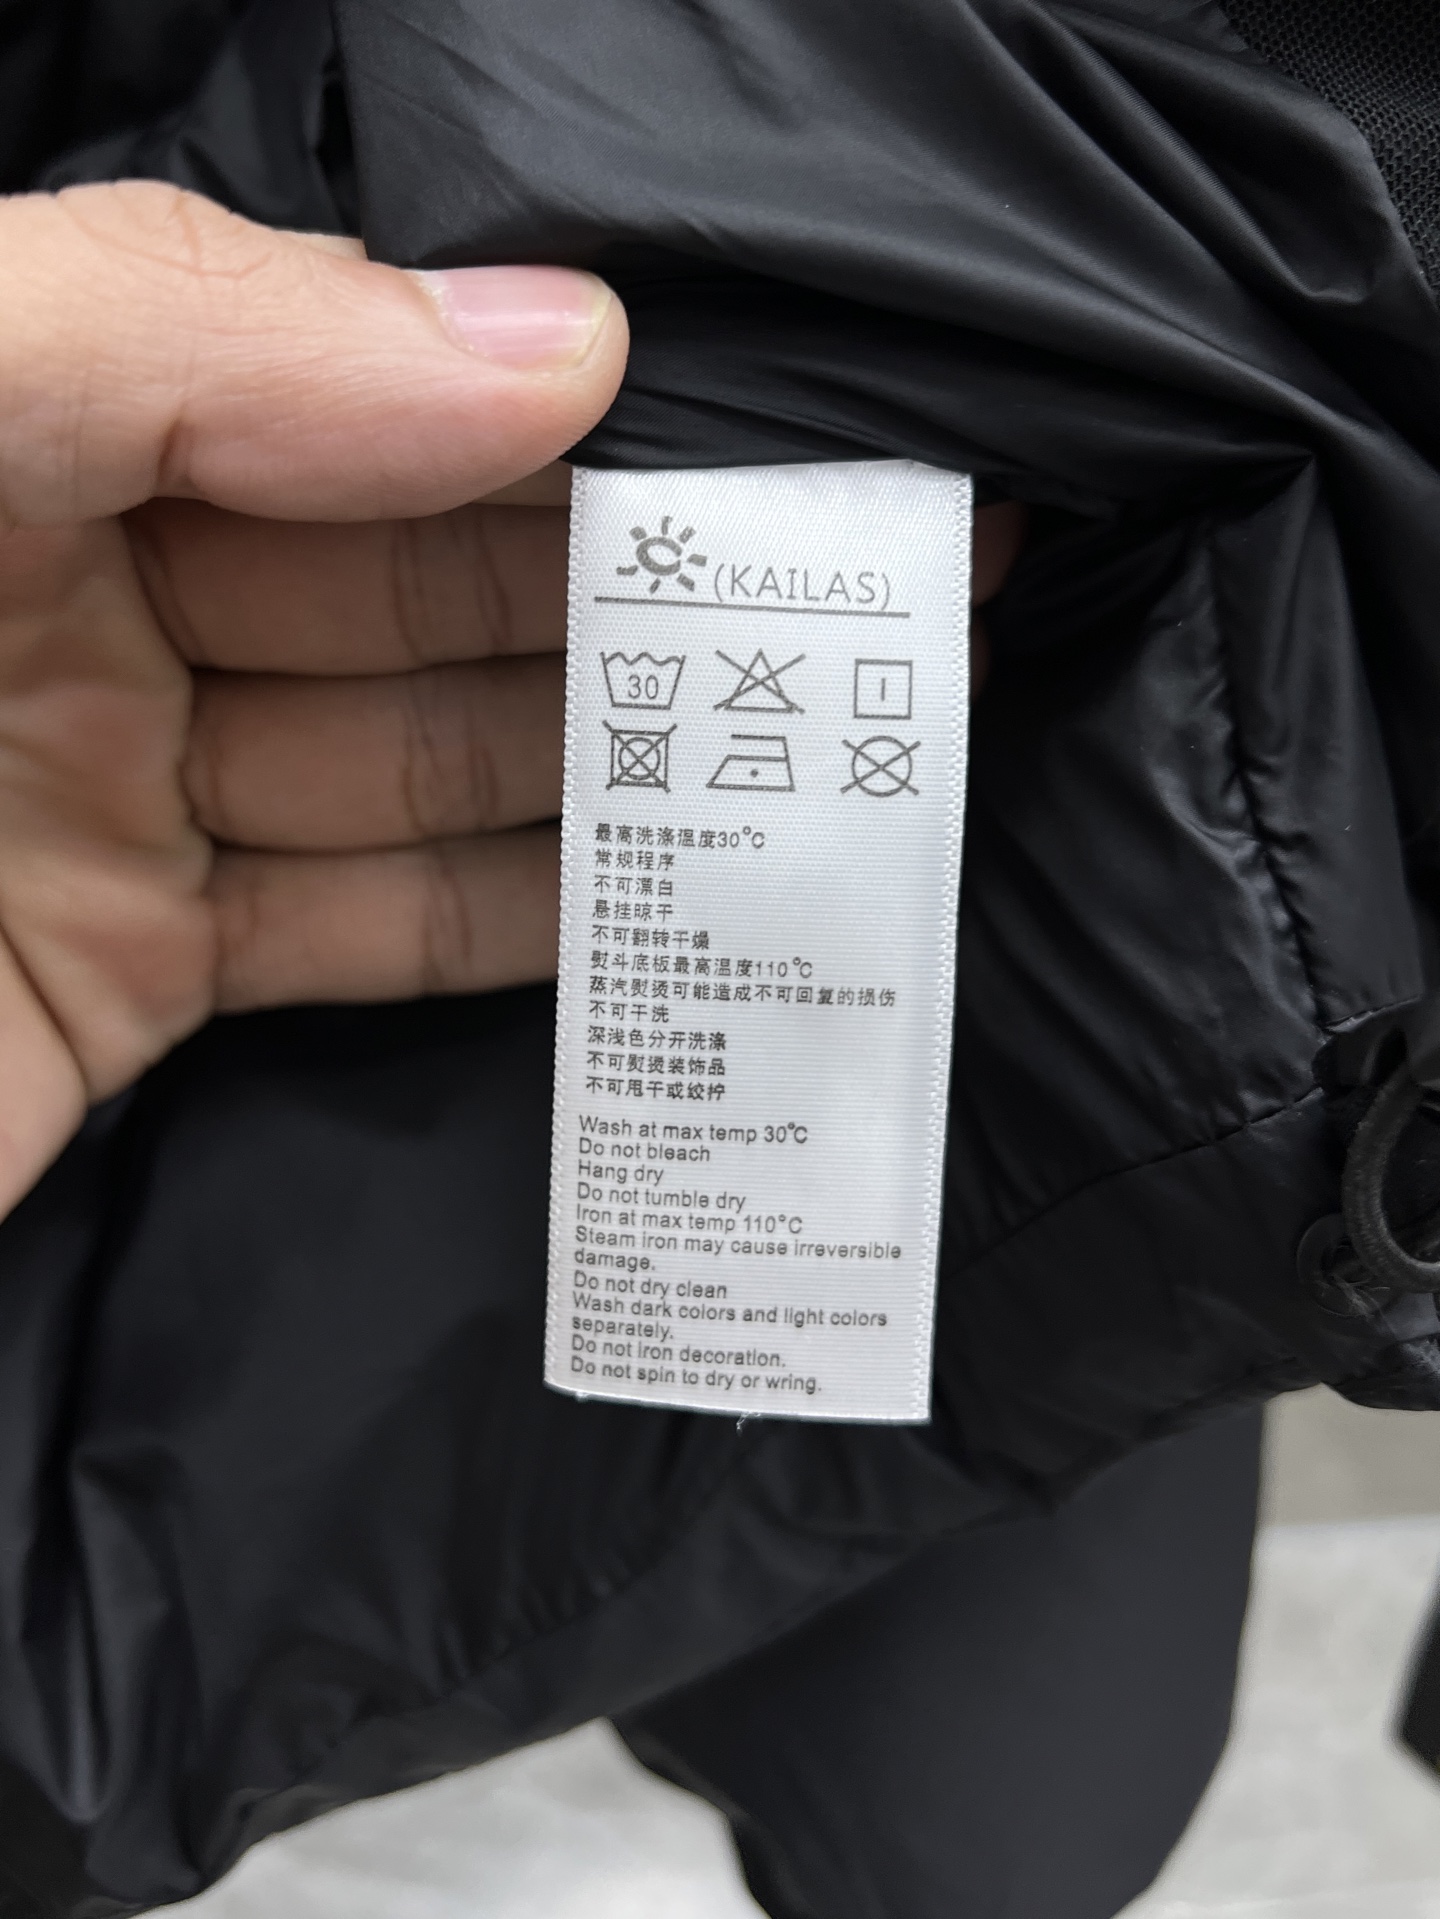 (KAILAS)
30
最高洗涤温度30°C
常规程序
不可漂白
悬挂晾干
不可翻转干燥
熨斗底板最高温度110°C
蒸汽熨烫可能造成不可回复的损伤
不可干洗
深浅色分开洗涤
不可熨烫装饰品
不可甩干或绞拧
Wash at max temp 30°C
Do not bleach
Hang dry
Do not tumble dry
Iron at max temp 110°C
Steam iron may cause irreversible
damage.
Do not dry clean
Wash dark colors and light colors
separately.
Do not iron decoration.
Do not spin to dry or wring.